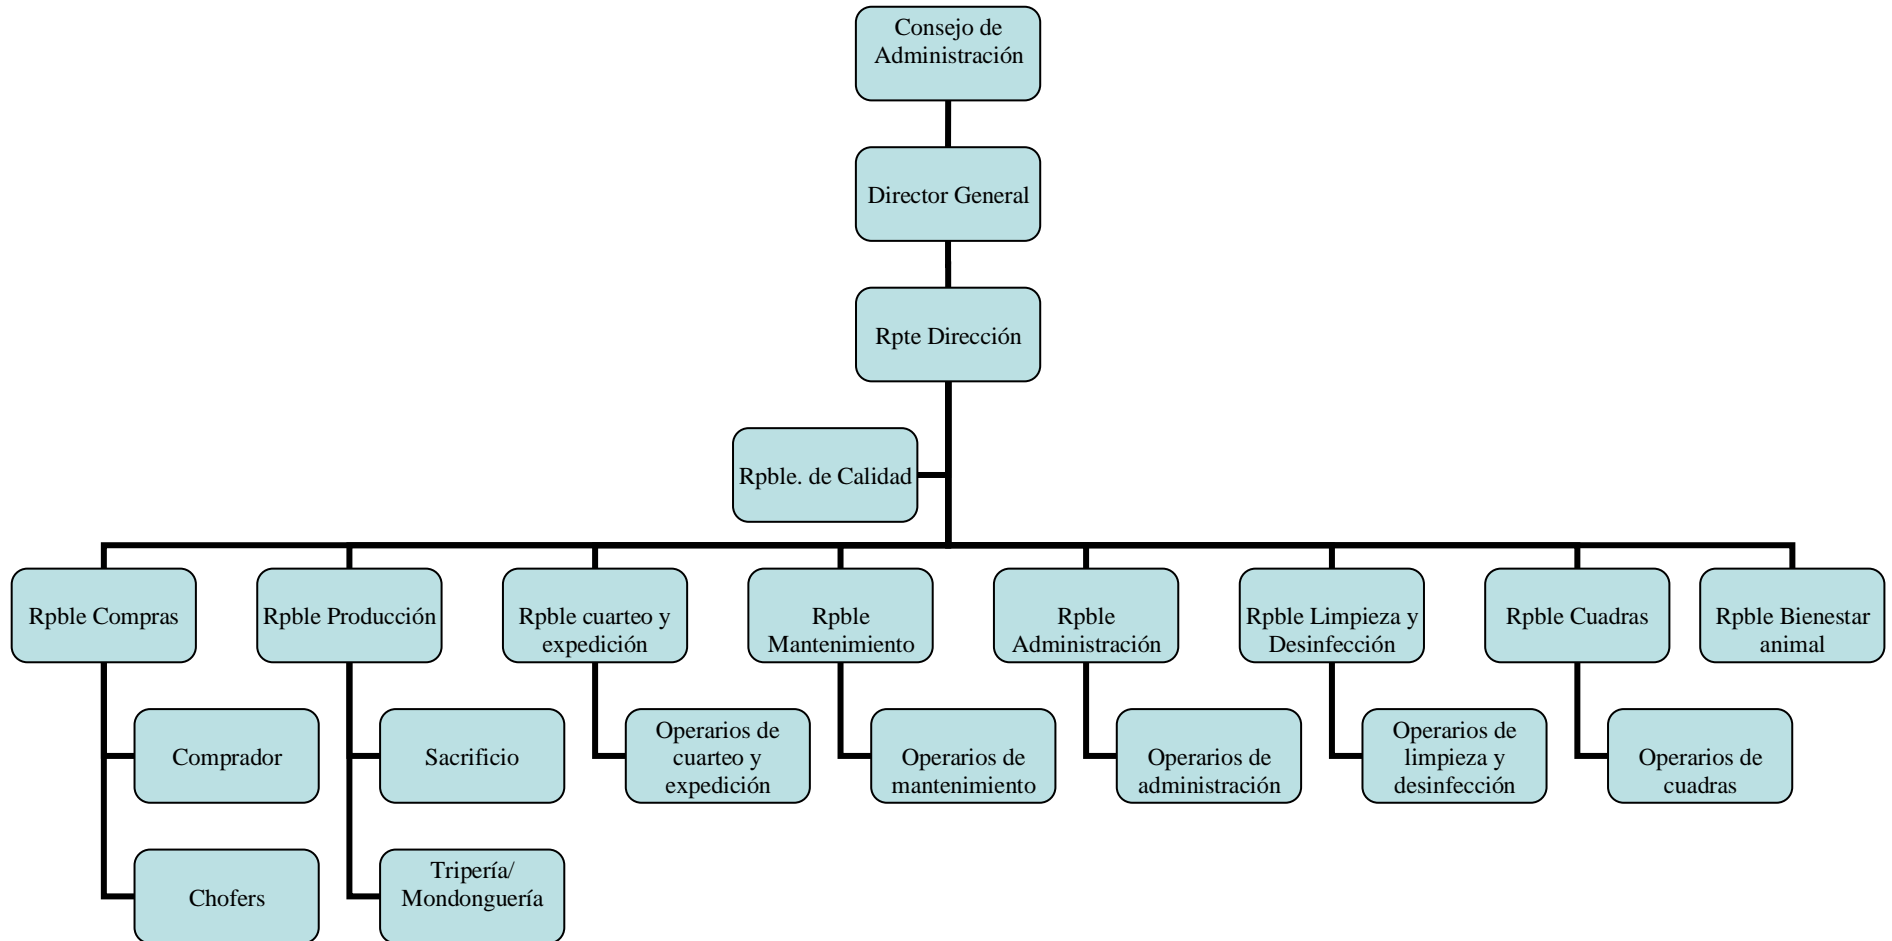 Consejo de
Administración
Director General
Rpte Dirección
Rpble. de Calidad
Rpble Compras
Rpble Producción
Rpble cuarteo y
expedición
Rpble
Mantenimiento
Rpble
Administración
Rpble Limpieza y
Desinfección
Rpble Cuadras
Rpble Bienestar
animal
Comprador
Sacrificio
Operarios de
cuarteo y
expedición
Operarios de
mantenimiento
Operarios de
administración
Operarios de
limpieza y
desinfección
Operarios de
cuadras
Chofers
Tripería/
Mondonguería